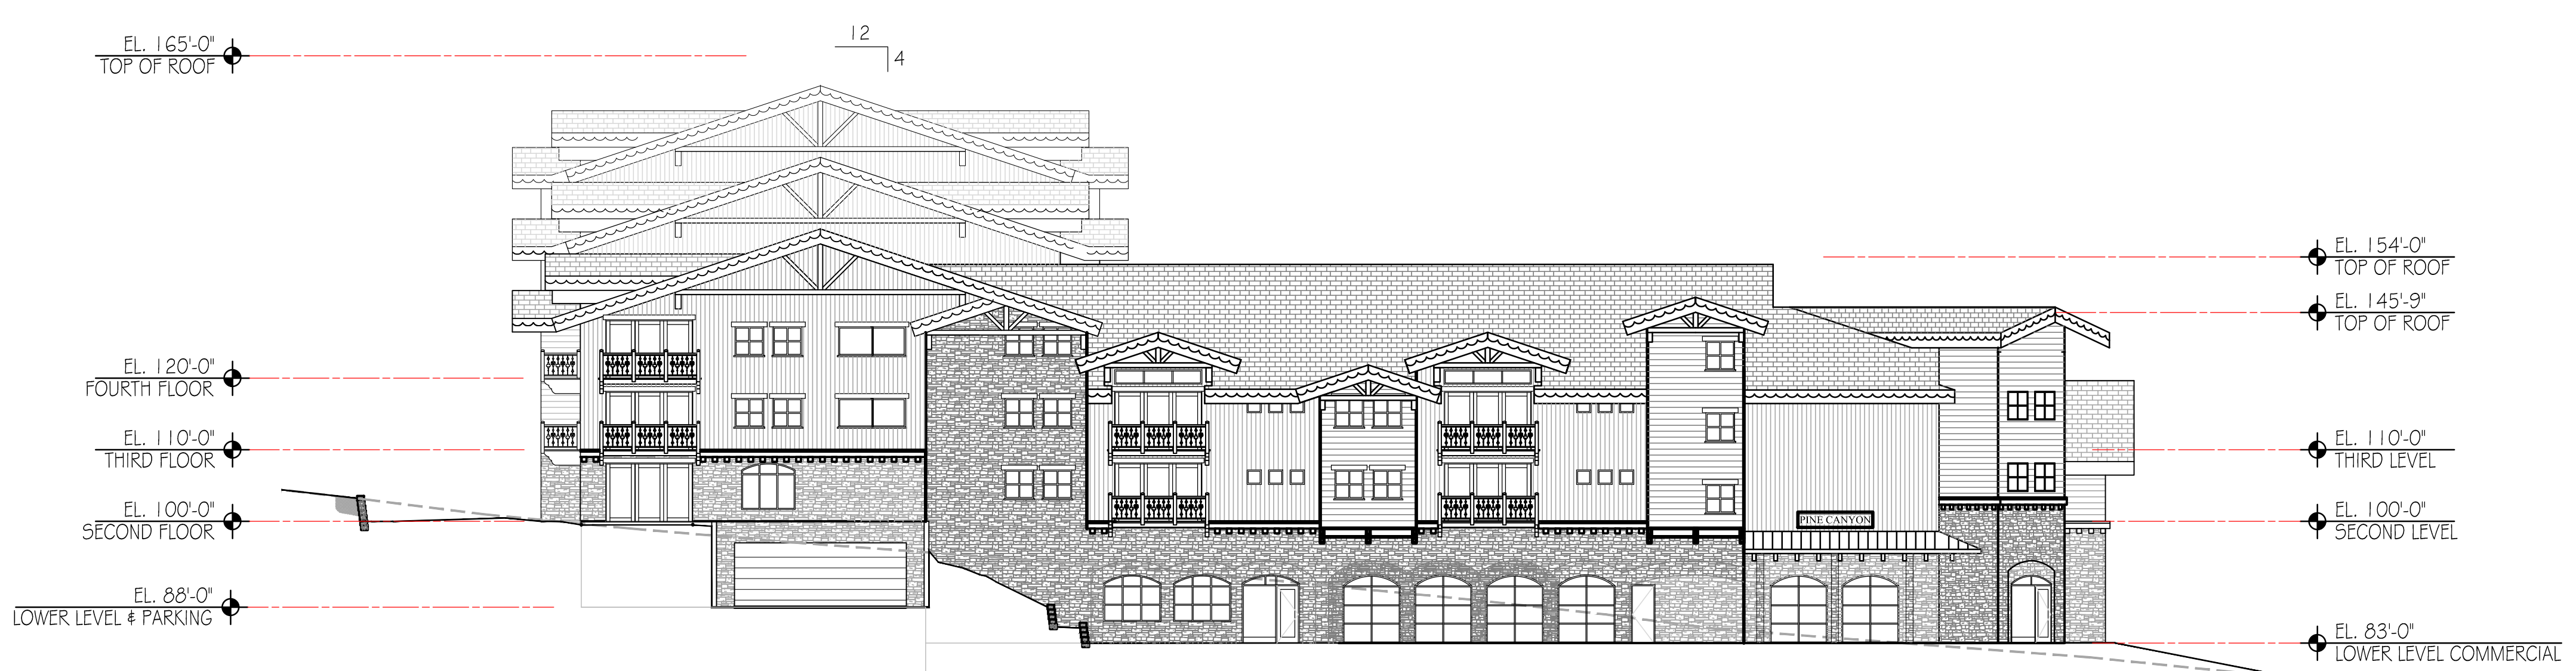 12
4
EL. 165'-0"
TOP OF ROOF
EL. 154'-0"
TOP OF ROOF
EL. 145'-9"
TOP OF ROOF
EL. 120'-0"
FOURTH FLOOR
EL. 110'-0"
THIRD FLOOR
EL. 110'-0"
THIRD LEVEL
EL. 100'-0"
SECOND FLOOR
PINE CANYON
EL. 100'-0"
SECOND LEVEL
EL. 88'-0"
LOWER LEVEL & PARKING
EL. 83'-0"
LOWER LEVEL COMMERCIAL